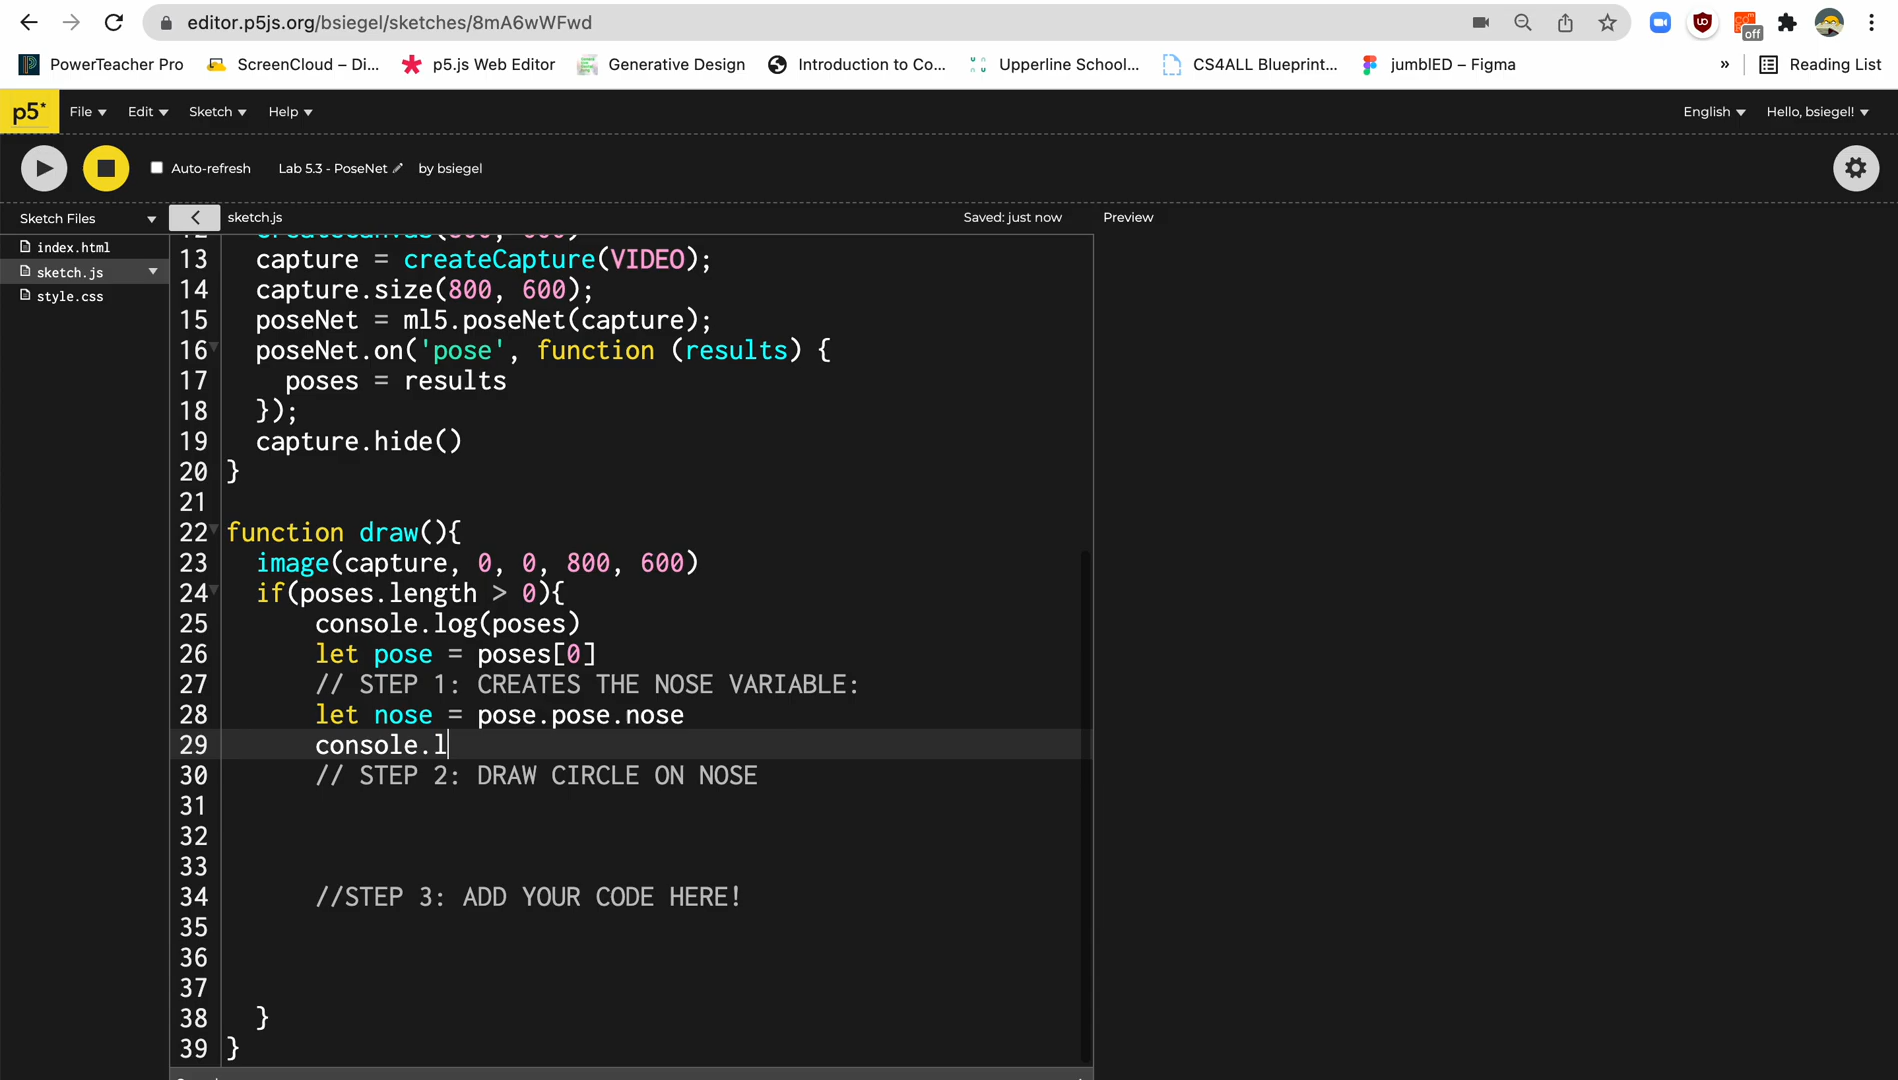 editor.p5js.org/bsiegel/sketches/8mA6wWFwd
off
PowerTeacher Pro
ScreenCloud – Di...
p5.js Web Editor
Generative Design
Introduction to Co...
Upperline School...
CS4ALL Blueprint...
jumblED – Figma
»
Reading List
p5*
File
Edit
Sketch
Help
English
Hello, bsiegel!
Auto-refresh
Lab 5.3 - PoseNet
by bsiegel
Sketch Files
sketch.js
Saved: just now
Preview
index.html
sketch.js
style.css
13 capture = createCapture(VIDEO);
14 capture.size(800, 600);
15 poseNet = ml5.poseNet(capture);
16 poseNet.on('pose', function (results) {
17 poses = results
18 });
19 capture.hide()
20 }
21
22 function draw(){
23 image(capture, 0, 0, 800, 600)
24 if(poses.length > 0){
25 console.log(poses)
26 let pose = poses[0]
27 // STEP 1: CREATES THE NOSE VARIABLE:
28 let nose = pose.pose.nose
29 console.l
30 // STEP 2: DRAW CIRCLE ON NOSE
31
32
33
34 //STEP 3: ADD YOUR CODE HERE!
35
36
37
38 }
39 }